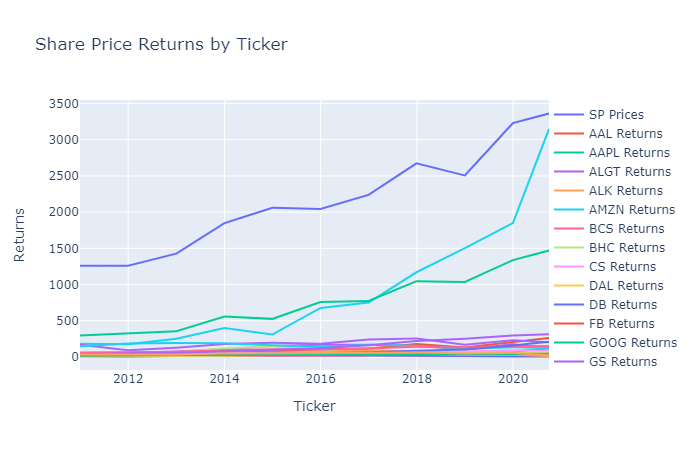 Share Price Returns by Ticker
3500
3000
2500
2000
1500
1000
500
0
Returns
2012
2014
2016
2018
2020
Ticker
SP Prices
AAL Returns
AAPL Returns
ALGT Returns
ALK Returns
AMZN Returns
BCS Returns
BHC Returns
CS Returns
DAL Returns
DB Returns
FB Returns
GOOG Returns
GS Returns